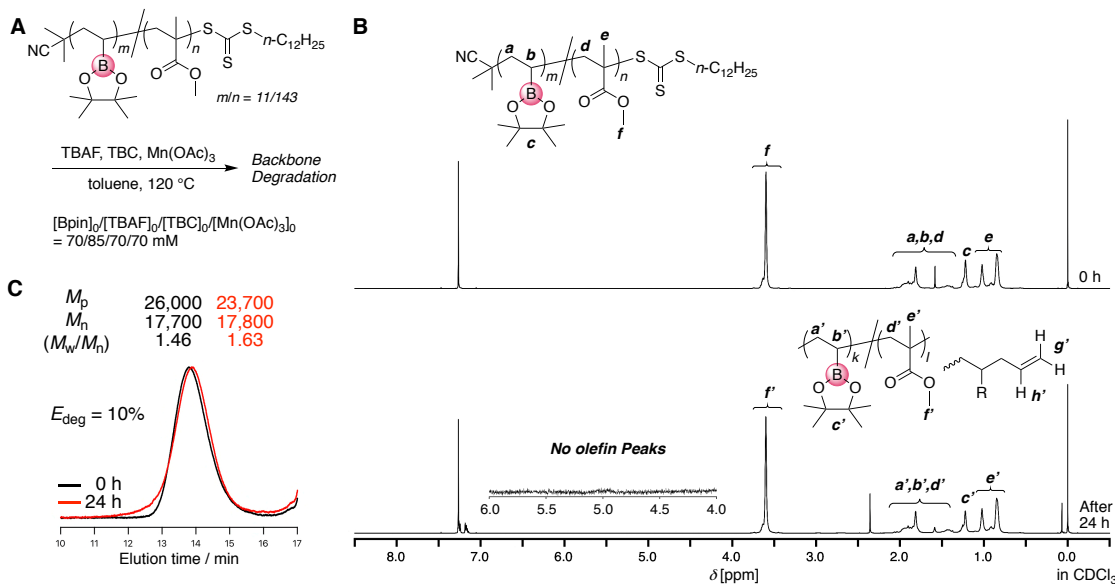 A
NC
m
n
S
S
S
n-C12H25
B
O
O
O
O
m/n = 11/143
TBAF, TBC, Mn(OAc)3
toluene, 120 °C
Backbone
Degradation
[Bpin]0/[TBAF]0/[TBC]0/[Mn(OAc)3]0
= 70/85/70/70 mM
C
Mp 26,000 23,700
Mn 17,700 17,800
(Mw/Mn) 1.46 1.63
Edeg = 10%
0 h
24 h
10 11 12 13 14 15 16 17
Elution time / min
B
NC
a
b
d
e
m
n
S
S
S
n-C12H25
B
O
O
O
O
f
c
f
a,b,d
c
e
0 h
a’
b’
d’
e’
k
l
B
O
O
O
O
f’
c’
R
H
H
H
g’
h’
f’
No olefin Peaks
6.0 5.5 5.0 4.5 4.0
a’,b’,d’
c’
e’
After
24 h
8.0 7.0 6.0 5.0 4.0 3.0 2.0 1.0
δ [ppm]
in CDCl3